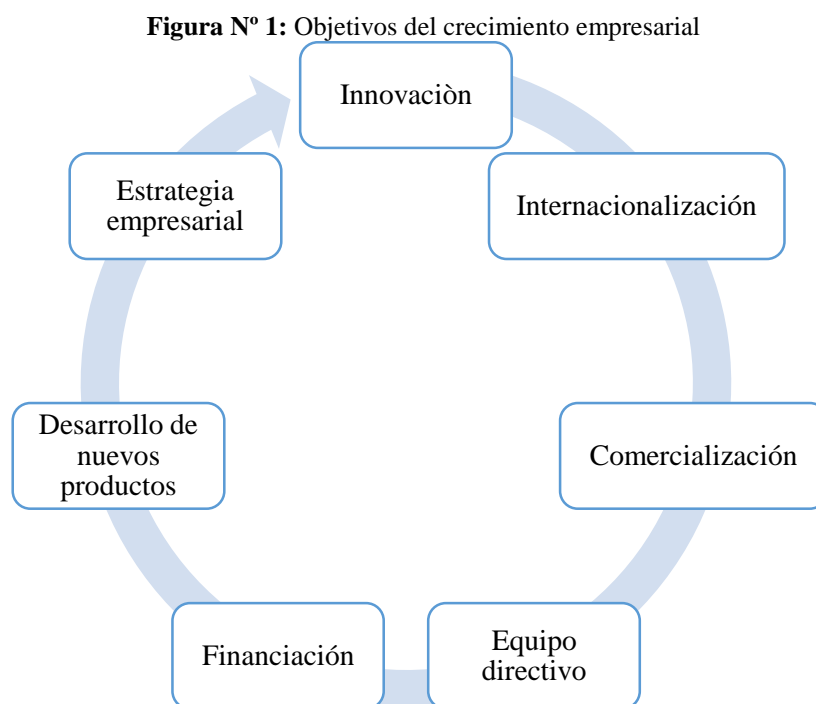 Figura Nº 1: Objetivos del crecimiento empresarial
Innovaciòn
Internacionalización
Comercialización
Equipo
directivo
Financiación
Desarrollo de
nuevos
productos
Estrategia
empresarial